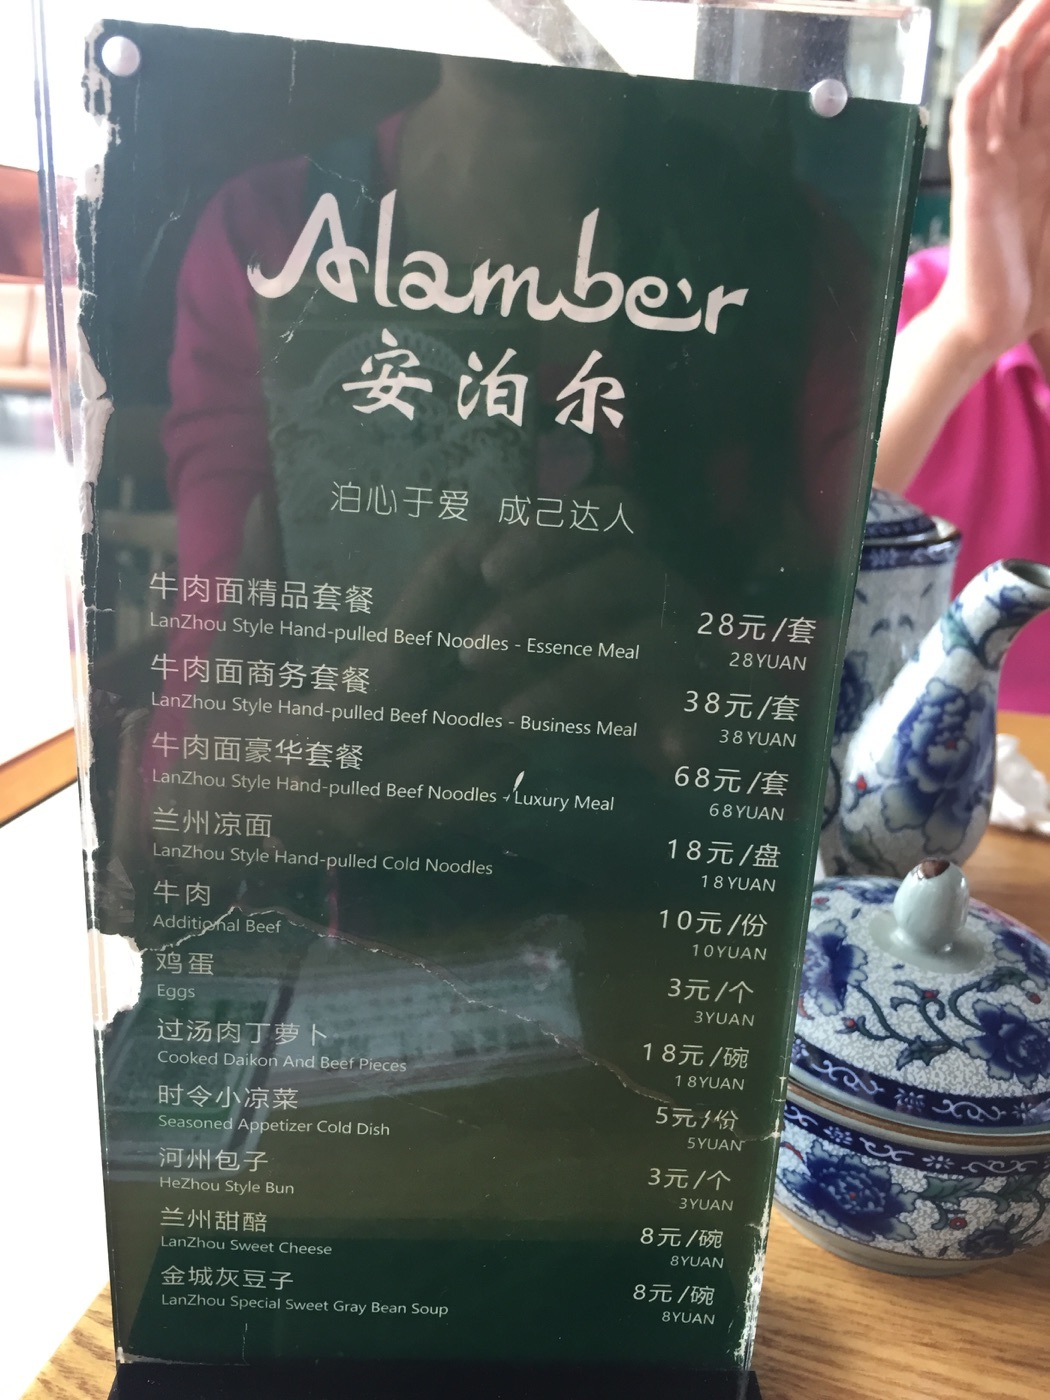 Alamber
安泊尔
泊心于爱 成己达人
牛肉面精品套餐 28元/套
LanZhou Style Hand-pulled Beef Noodles - Essence Meal 28YUAN
牛肉面商务套餐 38元/套
LanZhou Style Hand-pulled Beef Noodles - Business Meal 38YUAN
牛肉面豪华套餐 68元/套
LanZhou Style Hand-pulled Beef Noodles - Luxury Meal 68YUAN
兰州凉面 18元/盘
LanZhou Style Hand-pulled Cold Noodles 18YUAN
牛肉 10元/份
Additional Beef 10YUAN
鸡蛋 3元/个
Eggs 3YUAN
过汤肉丁萝卜 18元/碗
Cooked Daikon And Beef Pieces 18YUAN
时令小凉菜 5元/份
Seasoned Appetizer Cold Dish 5YUAN
河州包子 3元/个
HeZhou Style Bun 3YUAN
兰州甜醅 8元/碗
LanZhou Sweet Cheese 8YUAN
金城灰豆子 8元/碗
LanZhou Special Sweet Gray Bean Soup 8YUAN